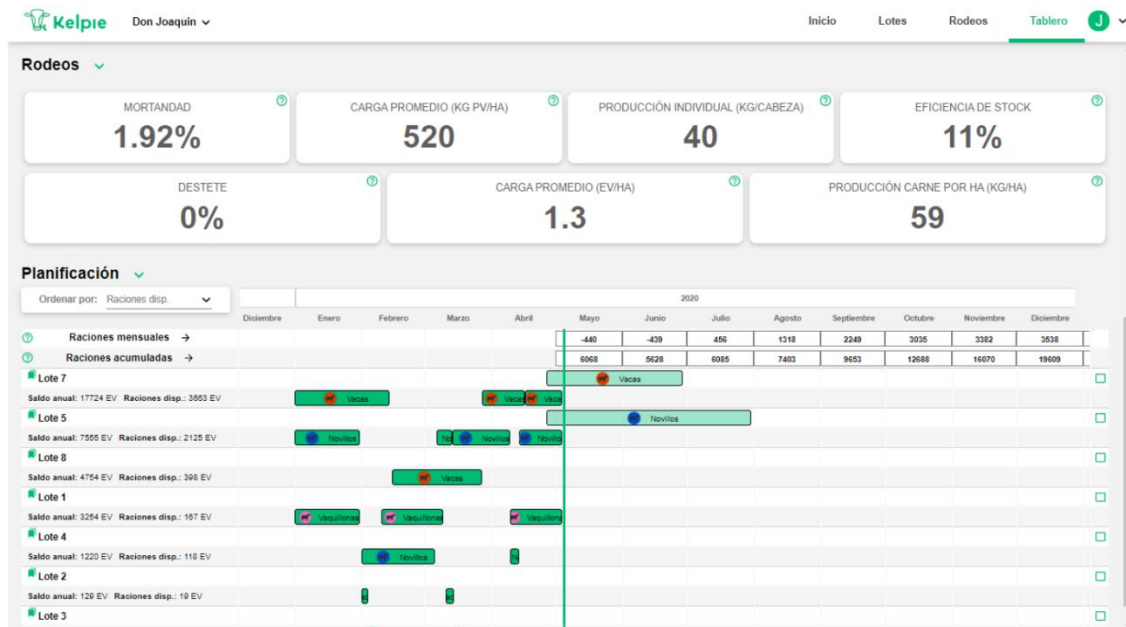 Kelpie Don Joaquin Inicio Lotes Rodeos Tablero J
Rodeos
MORTANDAD
1.92%
CARGA PROMEDIO (KG PV/HA)
520
PRODUCCIÓN INDIVIDUAL (KG/CABEZA)
40
EFICIENCIA DE STOCK
11%
DESTETE
0%
CARGA PROMEDIO (EV/HA)
1.3
PRODUCCIÓN CARNE POR HA (KG/HA)
59
Planificación
Ordenar por: Raciones disp.
2020
Diciembre Enero Febrero Marzo Abril Mayo Junio Julio Agosto Septiembre Octubre Noviembre Diciembre
Raciones mensuales → -440 -439 456 1318 2249 3035 3382 3538
Raciones acumuladas → 6068 5628 6085 7403 9653 12688 16070 19609
Lote 7 Vacas
Saldo anual: 17724 EV Raciones disp.: 3663 EV Vacas Vacas Vaca
Lote 5 Novillos
Saldo anual: 7555 EV Raciones disp.: 2125 EV Novillos No Novillos Novillo
Lote 8
Saldo anual: 4754 EV Raciones disp.: 398 EV Vacas
Lote 1
Saldo anual: 3254 EV Raciones disp.: 167 EV Vaquillonas Vaquillonas Vaquillona
Lote 4
Saldo anual: 1220 EV Raciones disp.: 118 EV Novillos
Lote 2
Saldo anual: 129 EV Raciones disp.: 19 EV
Lote 3